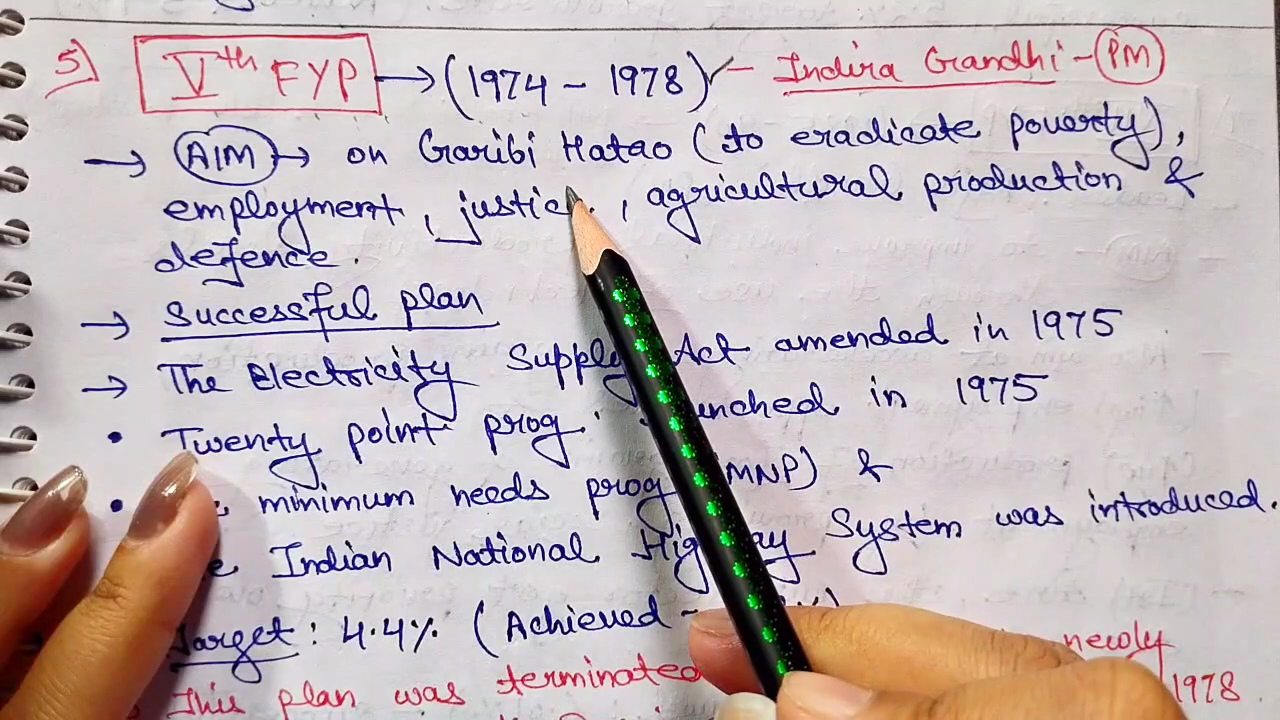 5) Vth FYP → (1974 - 1978) ✓ - Indira Gandhi - PM
→ AIM → on Garibi Hatao (to eradicate poverty),
employment, justice, agricultural production &
defence.
→ Successful plan
→ The Electricity Supply Act amended in 1975
• Twenty point prog. in 1975
• minimum needs prog (MNP) &
Indian National Highway System was introduced.
Target : 4.4% (Achieved -
This plan was terminated newly
1978